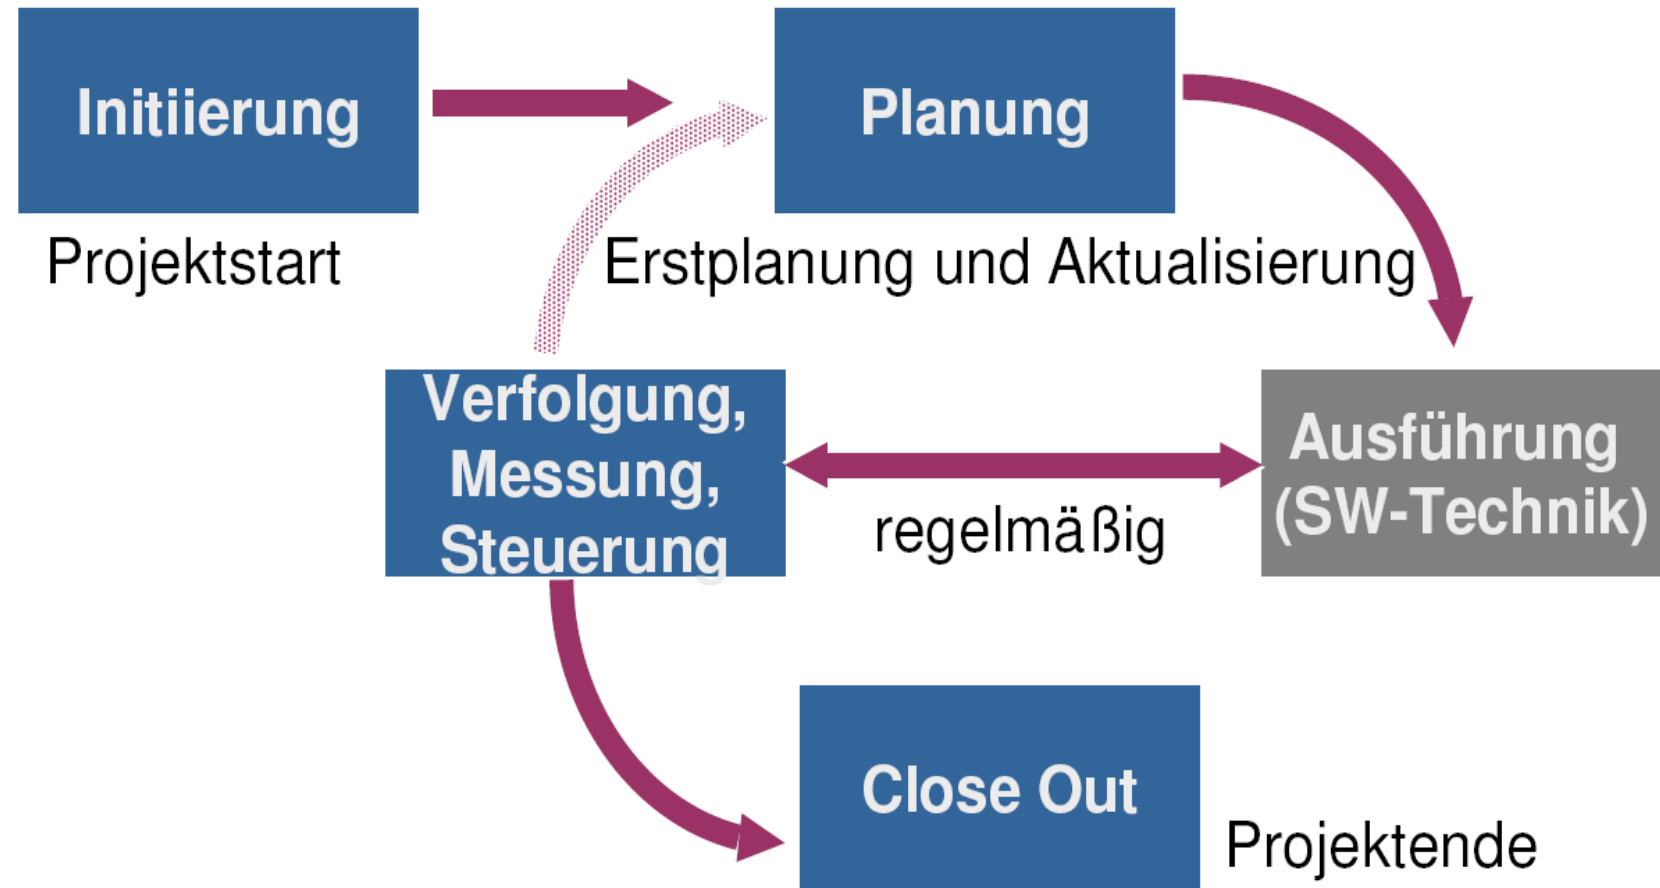 Initiierung
Planung
Projektstart
Erstplanung und Aktualisierung
Verfolgung,
Messung,
Steuerung
regelmäßig
Ausführung
(SW-Technik)
Close Out
Projektende